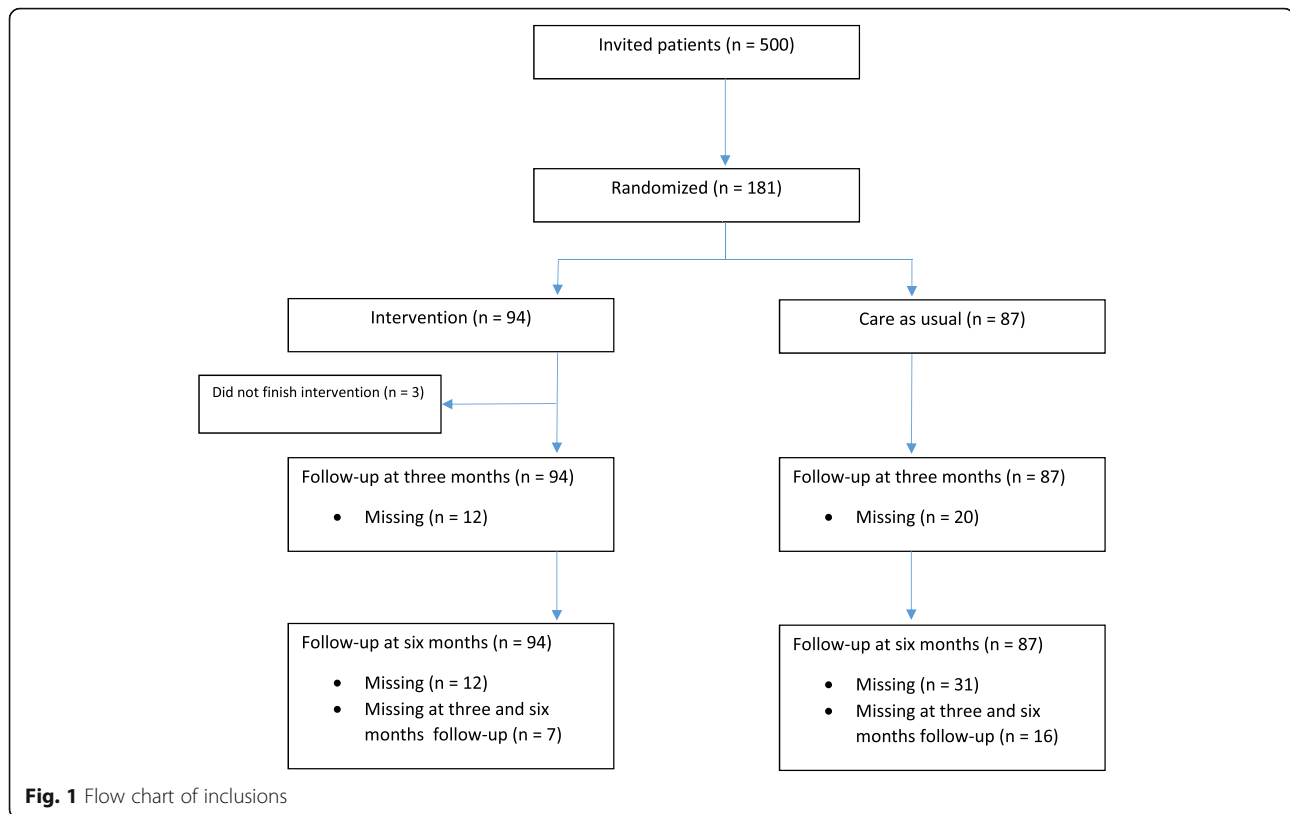 Invited patients (n = 500)
Randomized (n = 181)
Intervention (n = 94)
Care as usual (n = 87)
Did not finish intervention (n = 3)
Follow-up at three months (n = 94)
• Missing (n = 12)
Follow-up at three months (n = 87)
• Missing (n = 20)
Follow-up at six months (n = 94)
• Missing (n = 12)
• Missing at three and six
months follow-up (n = 7)
Follow-up at six months (n = 87)
• Missing (n = 31)
• Missing at three and six
months follow-up (n = 16)
Fig. 1 Flow chart of inclusions